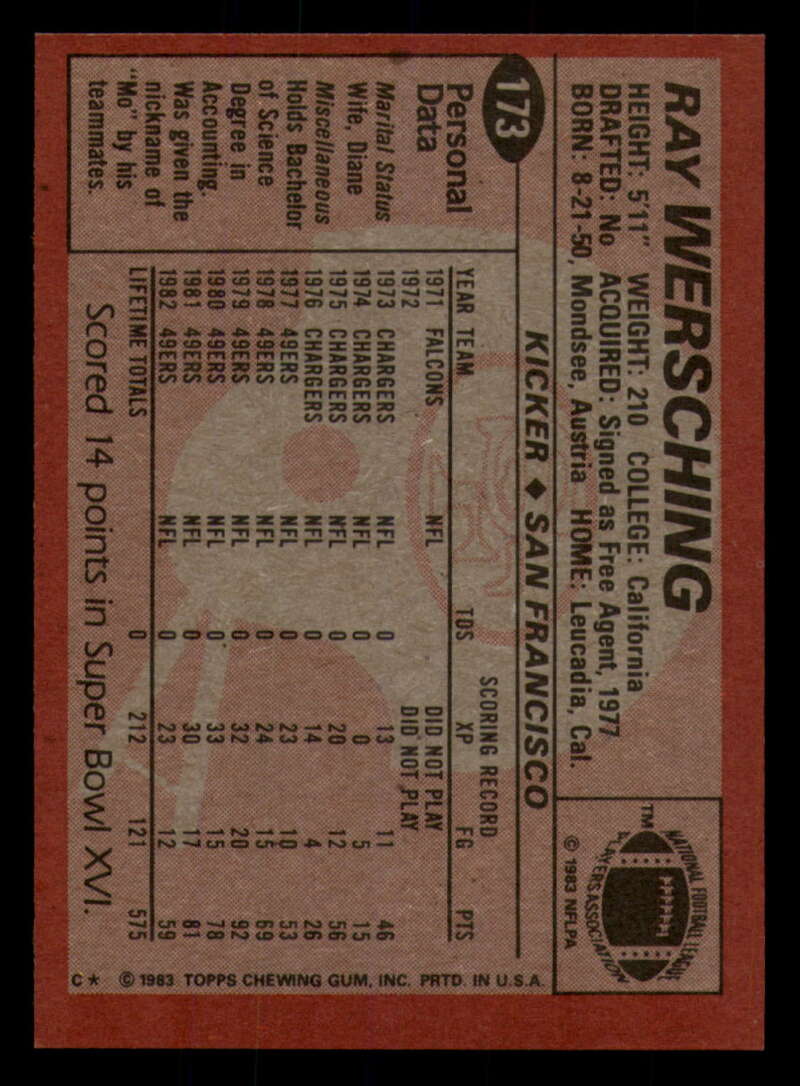 RAY WERSCHING
HEIGHT: 5'11" WEIGHT: 210 COLLEGE: California
DRAFTED: No ACQUIRED: Signed as Free Agent, 1977
BORN: 8-21-50, Mondsee, Austria HOME: Leucadia, Cal.
NATIONAL FOOTBALL LEAGUE
PLAYERS ASSOCIATION
TM
© 1983 NFLPA
173
KICKER ♦ SAN FRANCISCO
Personal
Data
Marital Status
Wife, Diane
Miscellaneous
Holds Bachelor
of Science
Degree in
Accounting.
Was given the
nickname of
"Mo" by his
teammates.
SCORING RECORD
YEAR TEAM TDS XP FG PTS
1971 FALCONS NFL DID NOT PLAY
1972 DID NOT PLAY
1973 CHARGERS NFL 0 13 11 46
1974 CHARGERS NFL 0 0 5 15
1975 CHARGERS NFL 0 20 12 56
1976 CHARGERS NFL 0 14 4 26
1977 49ERS NFL 0 23 10 53
1978 49ERS NFL 0 24 15 69
1979 49ERS NFL 0 32 20 92
1980 49ERS NFL 0 33 15 78
1981 49ERS NFL 0 30 17 81
1982 49ERS NFL 0 23 12 59
LIFETIME TOTALS 0 212 121 575
Scored 14 points in Super Bowl XVI.
C★ © 1983 TOPPS CHEWING GUM, INC. PRTD. IN U.S.A.